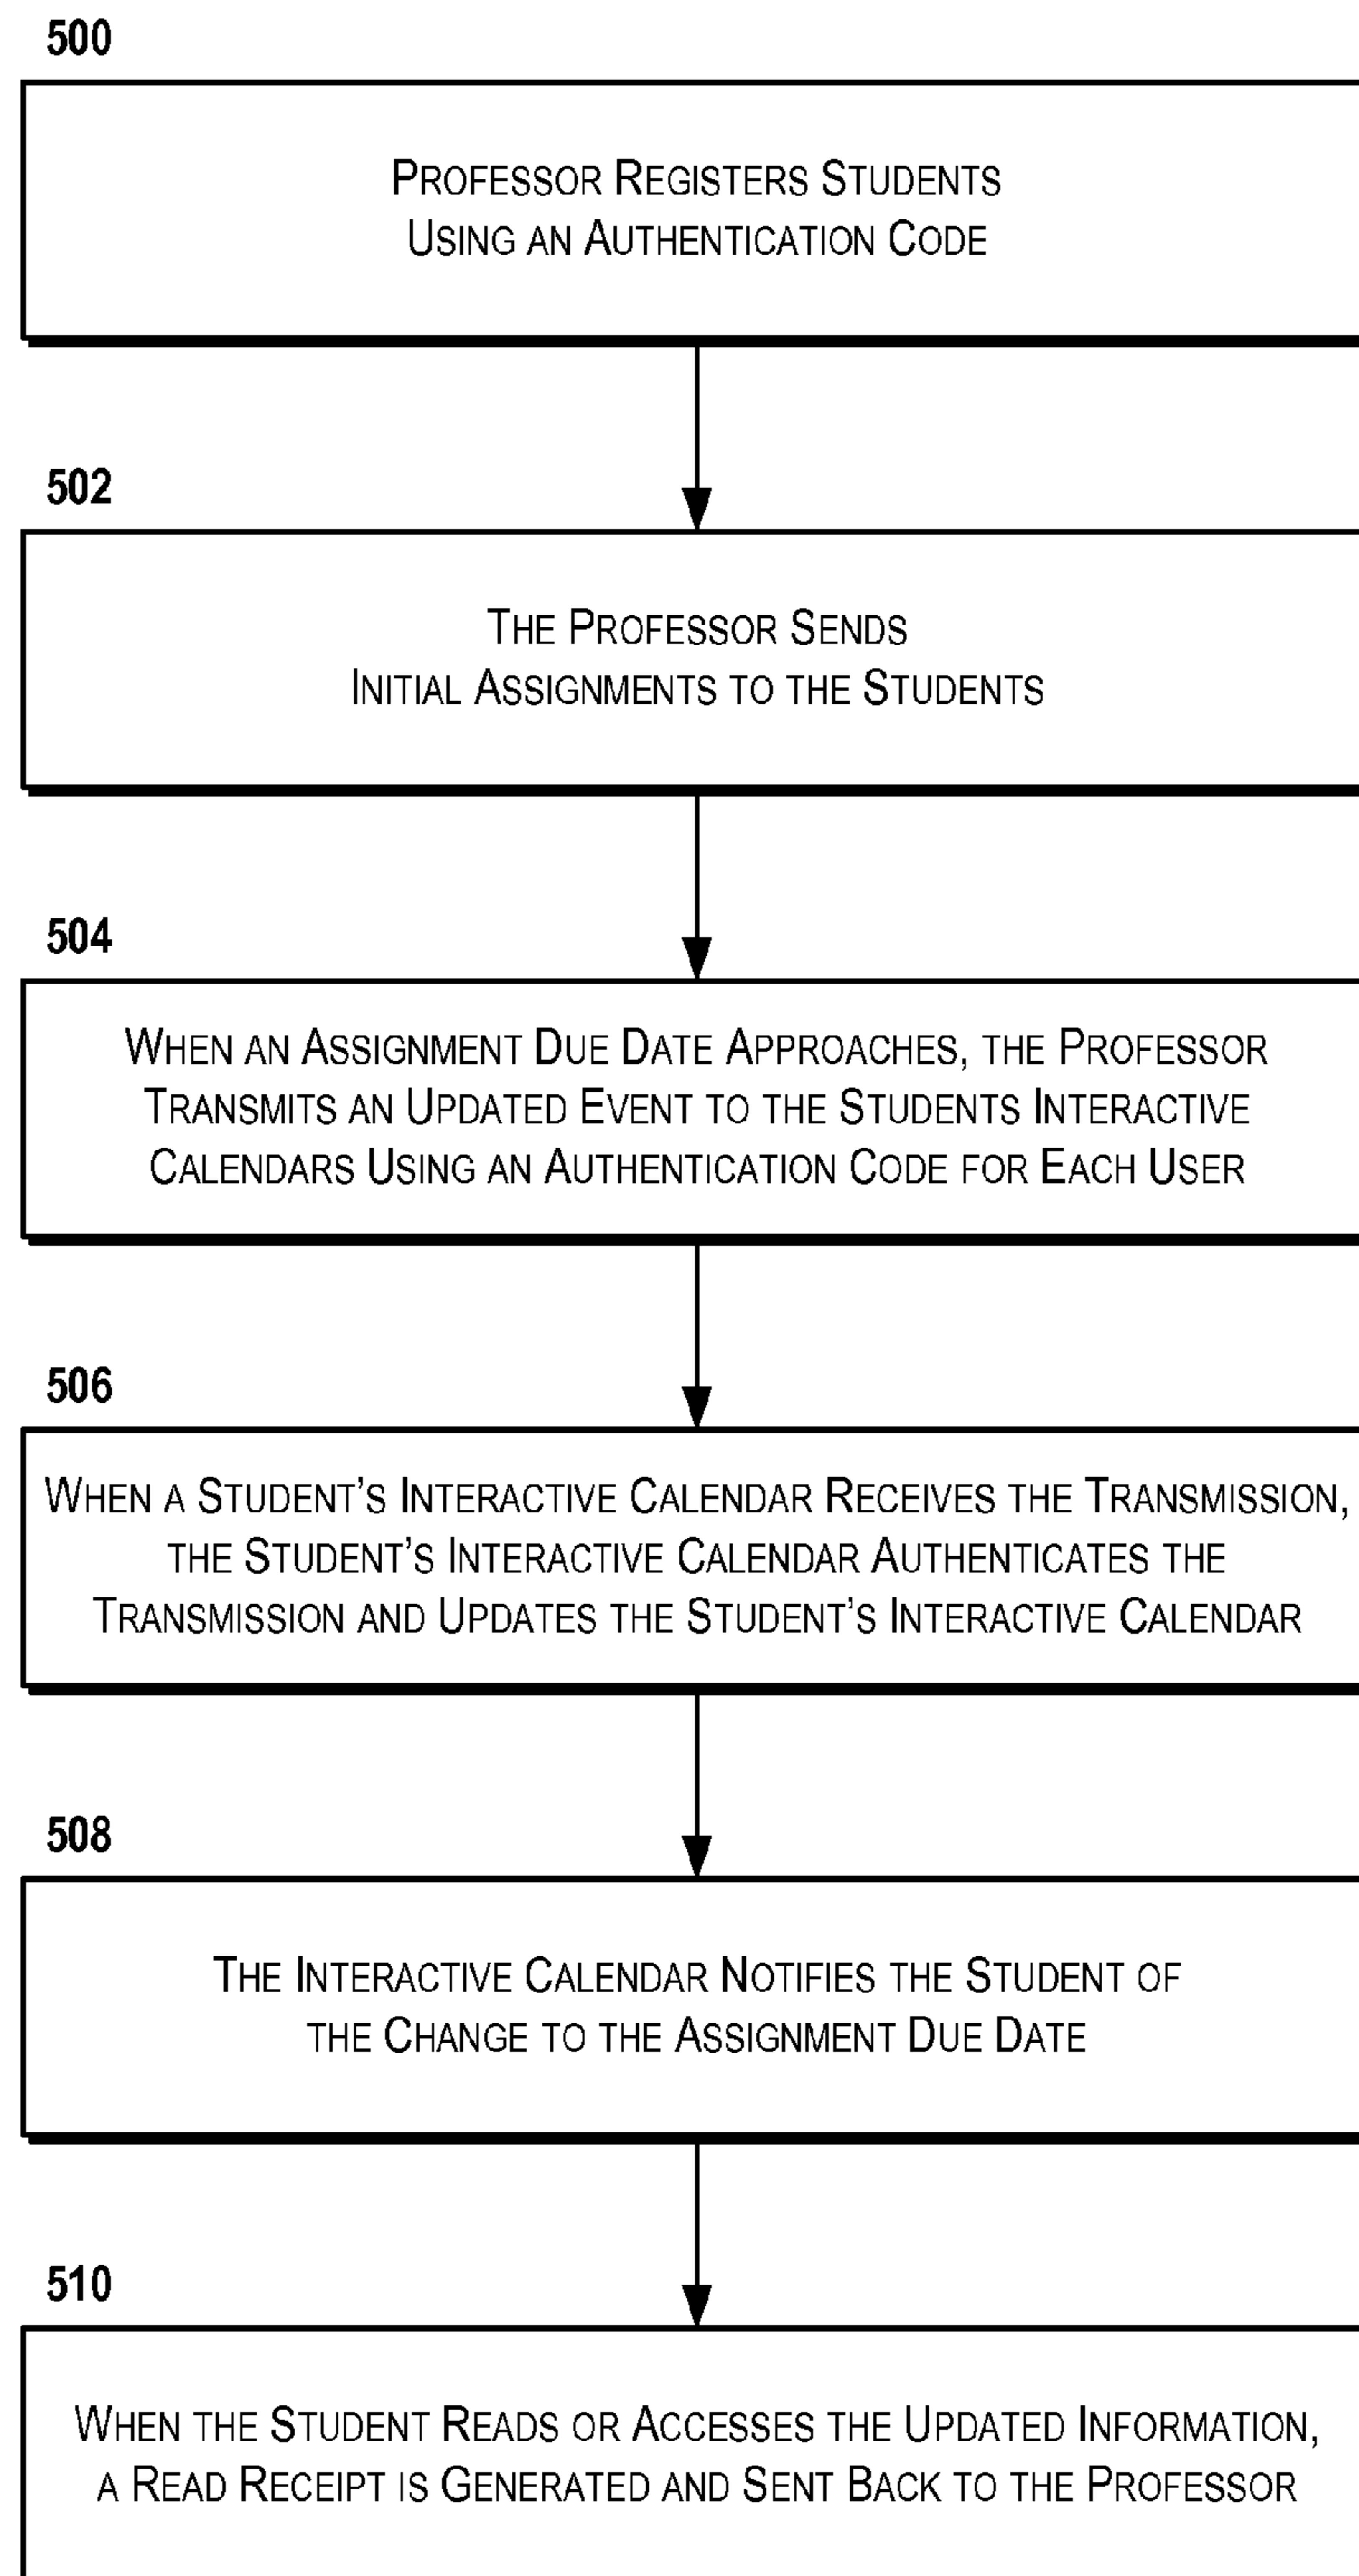 500
PROFESSOR REGISTERS STUDENTS
USING AN AUTHENTICATION CODE
502
THE PROFESSOR SENDS
INITIAL ASSIGNMENTS TO THE STUDENTS
504
WHEN AN ASSIGNMENT DUE DATE APPROACHES, THE PROFESSOR
TRANSMITS AN UPDATED EVENT TO THE STUDENTS INTERACTIVE
CALENDARS USING AN AUTHENTICATION CODE FOR EACH USER
506
WHEN A STUDENT'S INTERACTIVE CALENDAR RECEIVES THE TRANSMISSION,
THE STUDENT'S INTERACTIVE CALENDAR AUTHENTICATES THE
TRANSMISSION AND UPDATES THE STUDENT'S INTERACTIVE CALENDAR
508
THE INTERACTIVE CALENDAR NOTIFIES THE STUDENT OF
THE CHANGE TO THE ASSIGNMENT DUE DATE
510
WHEN THE STUDENT READS OR ACCESSES THE UPDATED INFORMATION,
A READ RECEIPT IS GENERATED AND SENT BACK TO THE PROFESSOR